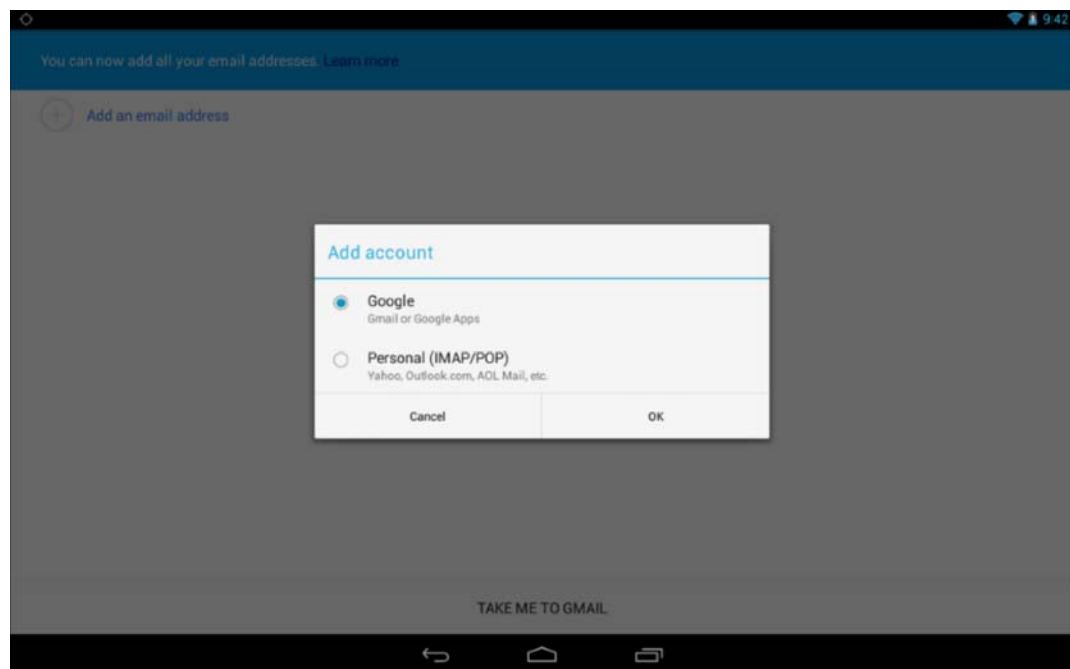 9:42
You can now add all your email addresses. Learn more
Add an email address
Add account
Google
Gmail or Google Apps
Personal (IMAP/POP)
Yahoo, Outlook.com, AOL Mail, etc.
Cancel OK
TAKE ME TO GMAIL